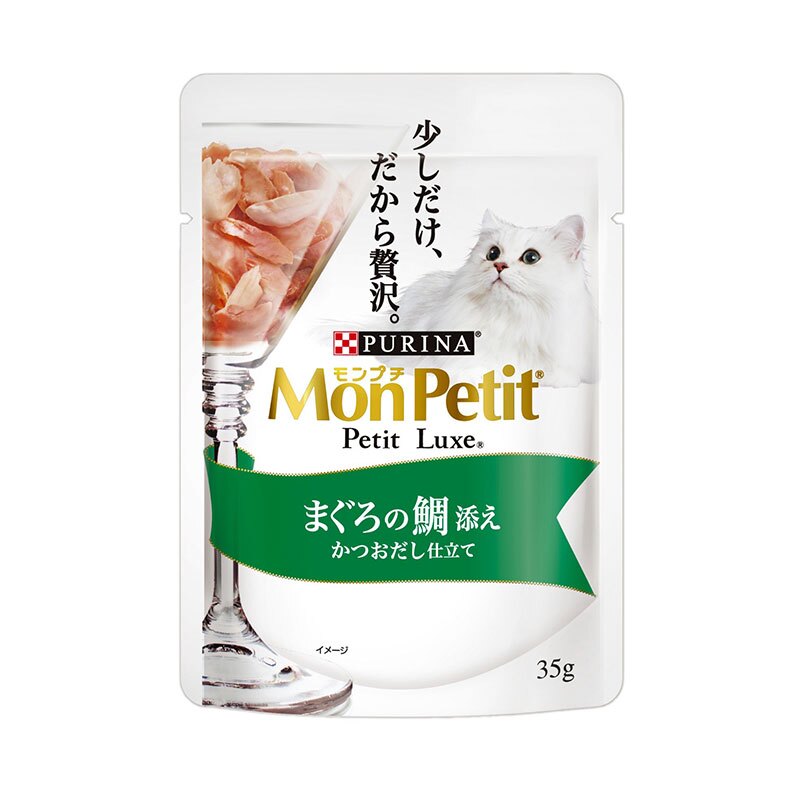 少しだけ、
だから贅沢。
PURINA®
モンプチ
MonPetit®
Petit Luxe®
まぐろの鯛添え
かつおだし仕立て
イメージ
35g